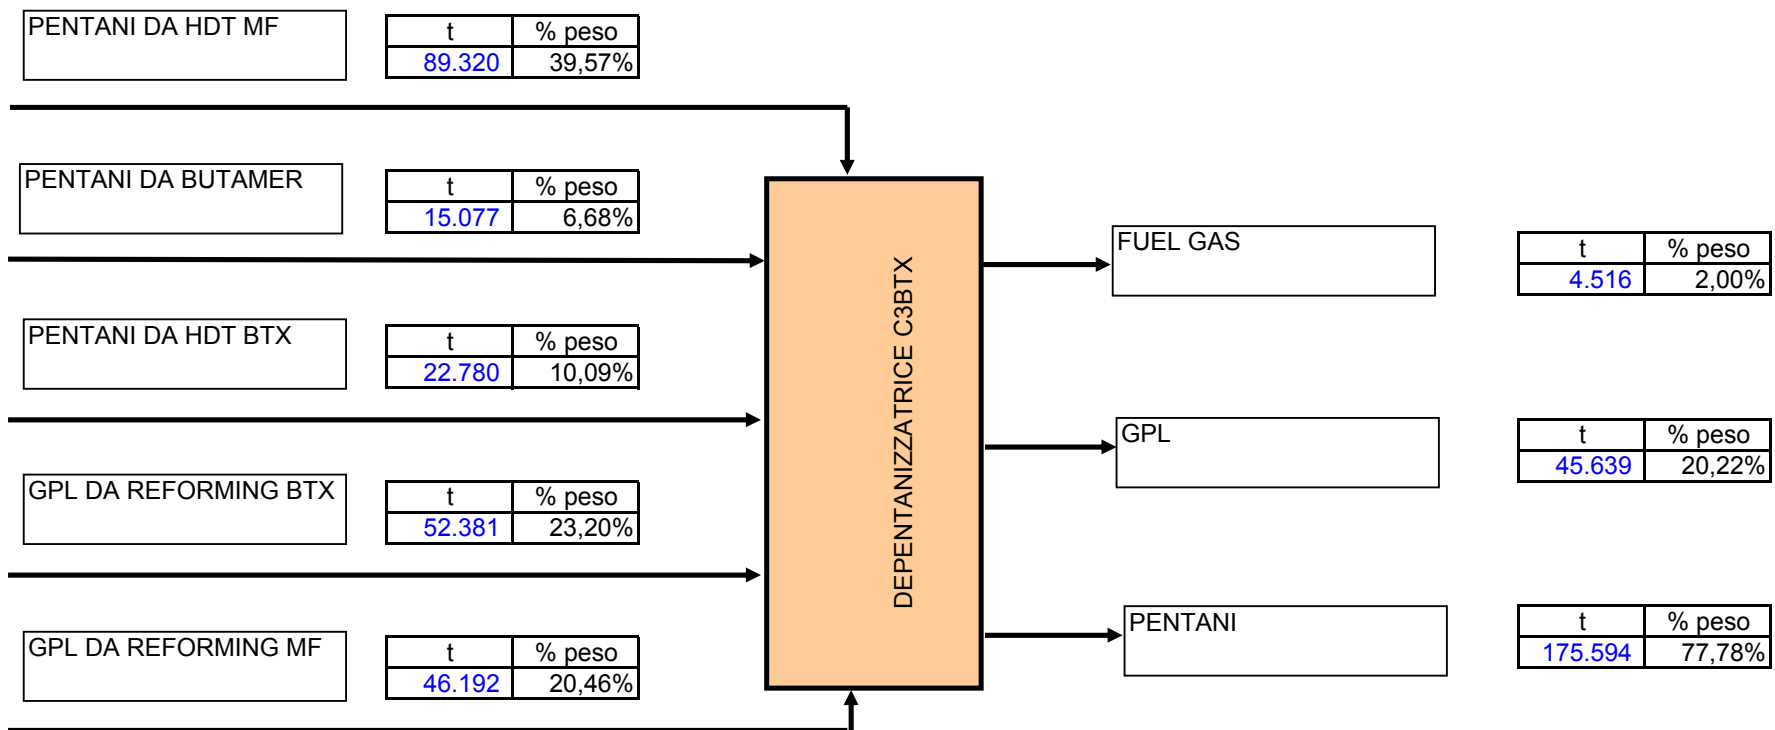 PENTANI DA HDT MF
t % peso
89.320 39,57%
PENTANI DA BUTAMER
t % peso
15.077 6,68%
PENTANI DA HDT BTX
t % peso
22.780 10,09%
GPL DA REFORMING BTX
t % peso
52.381 23,20%
GPL DA REFORMING MF
t % peso
46.192 20,46%
DEPENTANIZZATRICE C3BTX
FUEL GAS
t % peso
4.516 2,00%
GPL
t % peso
45.639 20,22%
PENTANI
t % peso
175.594 77,78%